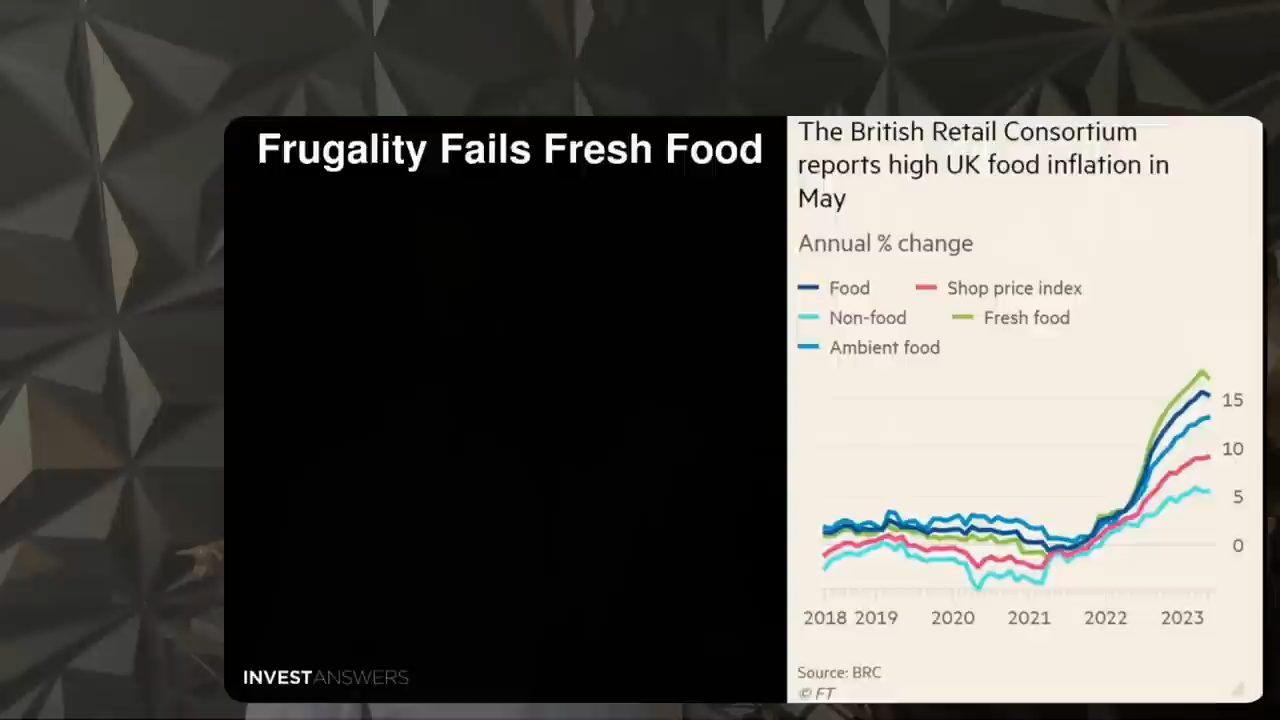 Frugality Fails Fresh Food
The British Retail Consortium
reports high UK food inflation in
May
Annual % change
Food
Shop price index
Non-food
Fresh food
Ambient food
15
10
5
0
2018 2019 2020 2021 2022 2023
Source: BRC
© FT
INVESTANSWERS